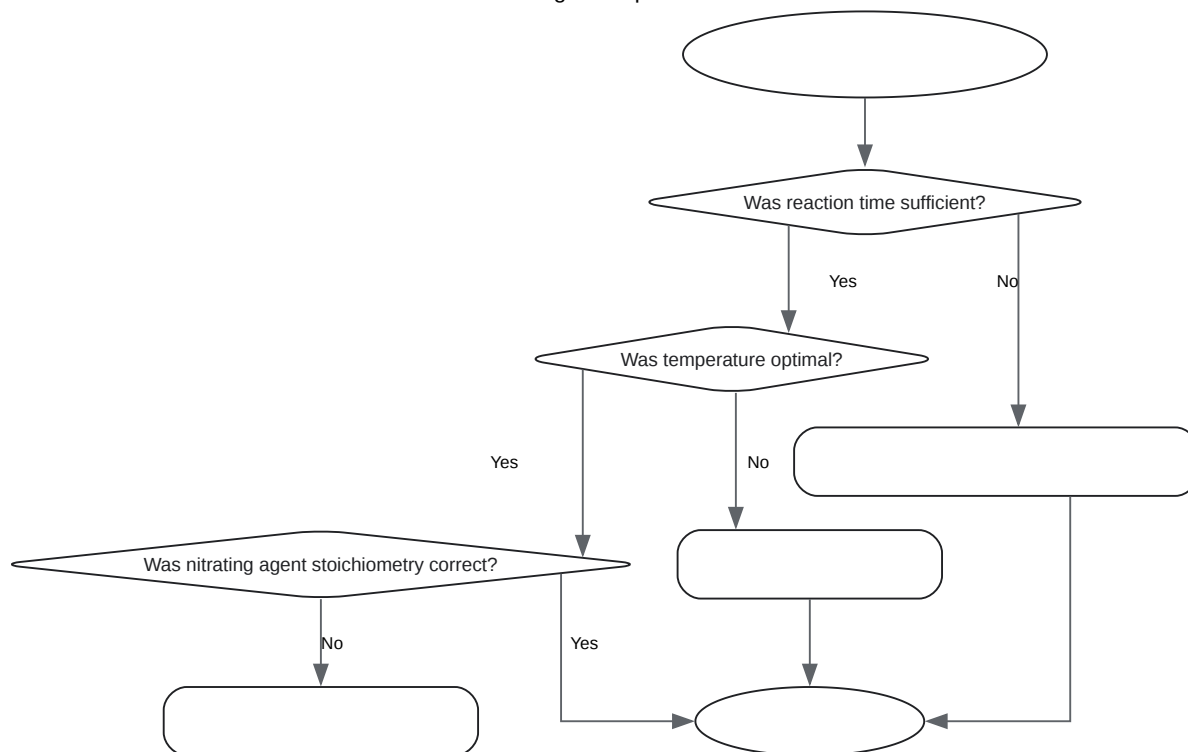 Was reaction time sufficient?
Yes
No
Was temperature optimal?
Yes
No
Was nitrating agent stoichiometry correct?
No
Yes